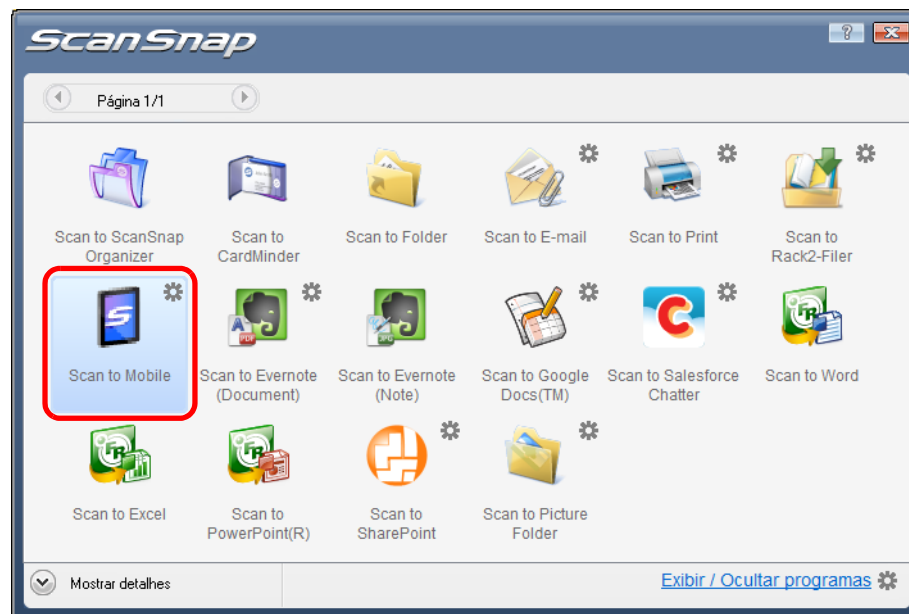 ScanSnap
Página 1/1
Scan to ScanSnap
Organizer
Scan to
CardMinder
Scan to Folder
Scan to E-mail
Scan to Print
Scan to
Rack2-Filer
Scan to Mobile
Scan to Evernote
(Document)
Scan to Evernote
(Note)
Scan to Google
Docs(TM)
Scan to Salesforce
Chatter
Scan to Word
Scan to Excel
Scan to
PowerPoint(R)
Scan to
SharePoint
Scan to Picture
Folder
Mostrar detalhes
Exibir / Ocultar programas